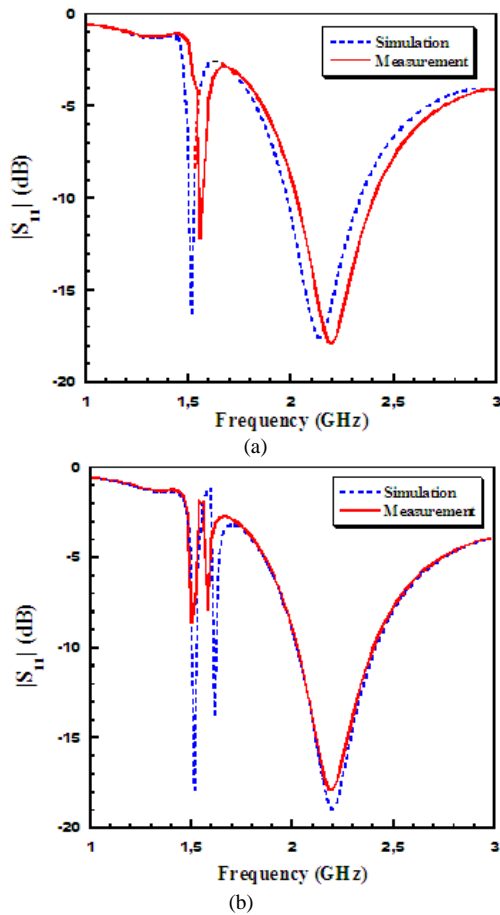 0
-5
-10
-15
-20
|S11| (dB)
Simulation
Measurement
1 1,5 2 2,5 3
Frequency (GHz)
(a)
0
-5
-10
-15
-20
|S11| (dB)
Simulation
Measurement
1 1,5 2 2,5 3
Frequency (GHz)
(b)